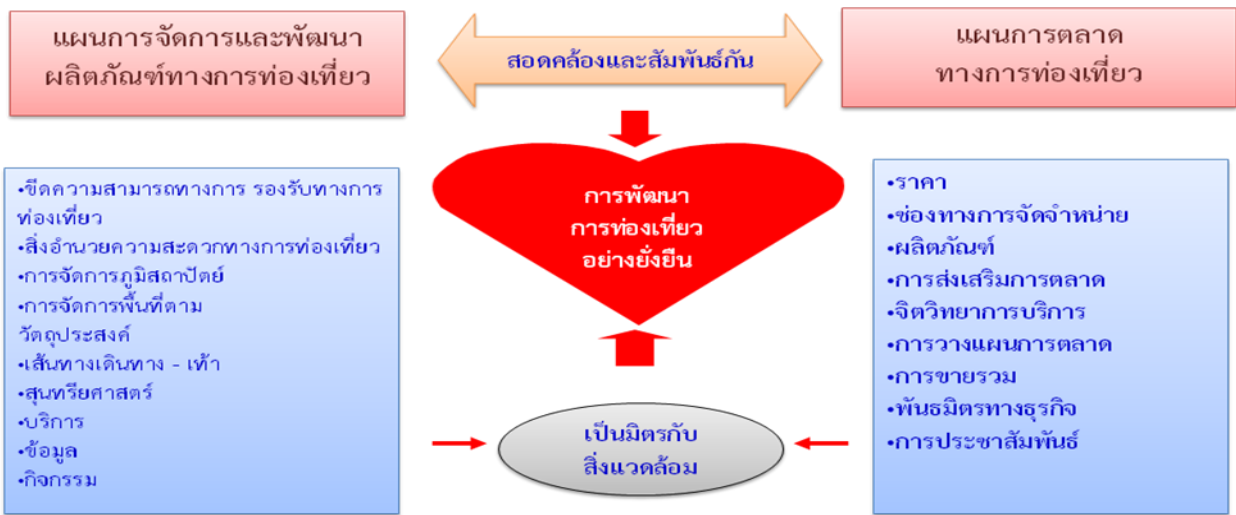 แผนการจัดการและพัฒนา
ผลิตภัณฑ์ทางการท่องเที่ยว
สอดคล้องและสัมพันธ์กัน
แผนการตลาด
ทางการท่องเที่ยว
•ขีดความสามารถทางการ รองรับทางการ
ท่องเที่ยว
•สิ่งอำนวยความสะดวกทางการท่องเที่ยว
•การจัดการภูมิสถาปัตย์
•การจัดการพื้นที่ตาม
วัตถุประสงค์
•เส้นทางเดินทาง - เท้า
•สุนทรียศาสตร์
•บริการ
•ข้อมูล
•กิจกรรม
การพัฒนา
การท่องเที่ยว
อย่างยั่งยืน
เป็นมิตรกับ
สิ่งแวดล้อม
•ราคา
•ช่องทางการจัดจำหน่าย
•ผลิตภัณฑ์
•การส่งเสริมการตลาด
•จิตวิทยาการบริการ
•การวางแผนการตลาด
•การขายรวม
•พันธมิตรทางธุรกิจ
•การประชาสัมพันธ์